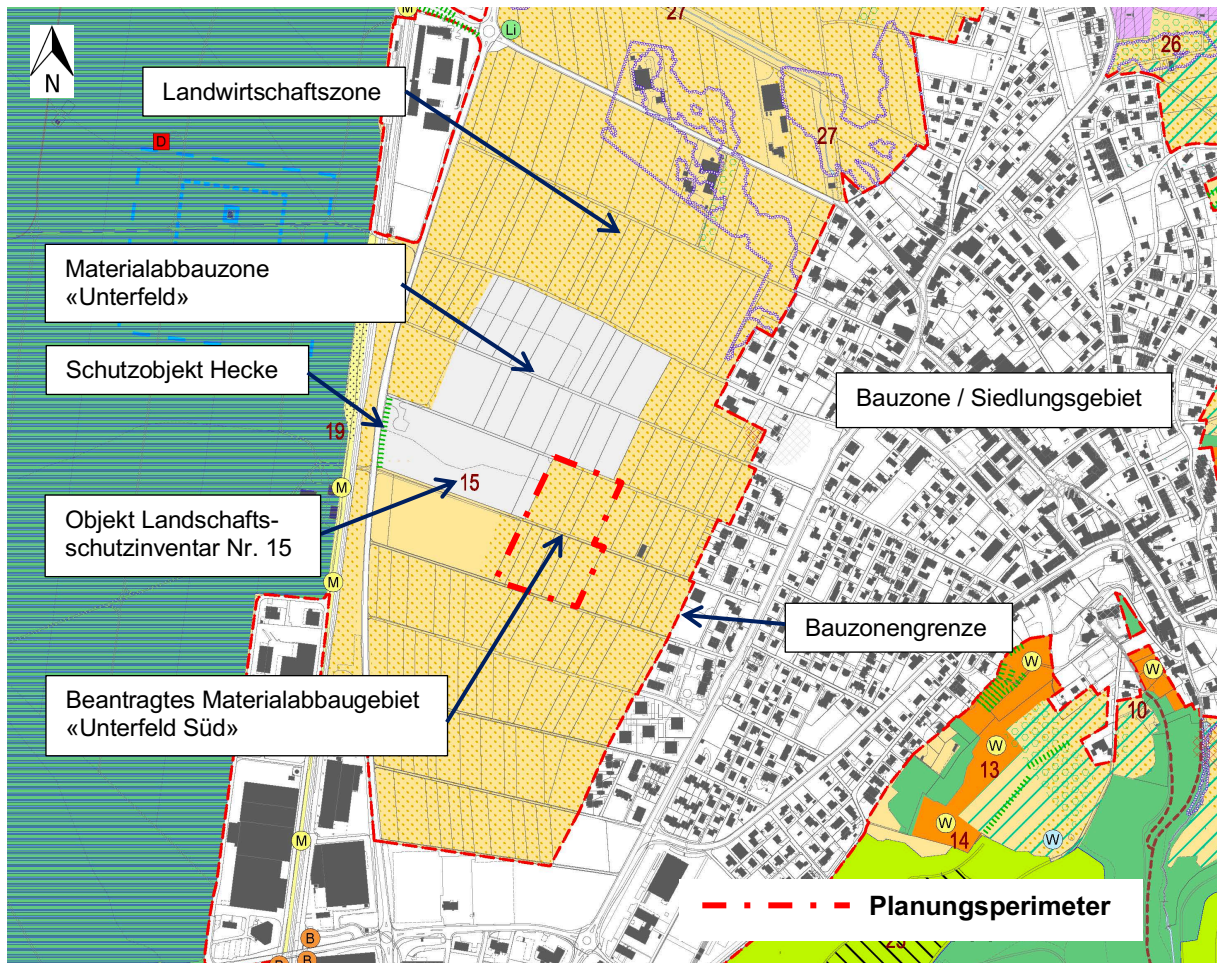 M
Li
27
26
N
Landwirtschaftszone
D
27
Materialabbauzone
«Unterfeld»
Schutzobjekt Hecke
Bauzone / Siedlungsgebiet
19
15
M
Objekt Landschafts-
schutzinventar Nr. 15
M
Bauzonengrenze
W
W
10
Beantragtes Materialabbaugebiet
«Unterfeld Süd»
W
13
W
14
W
M
Planungsperimeter
B
B